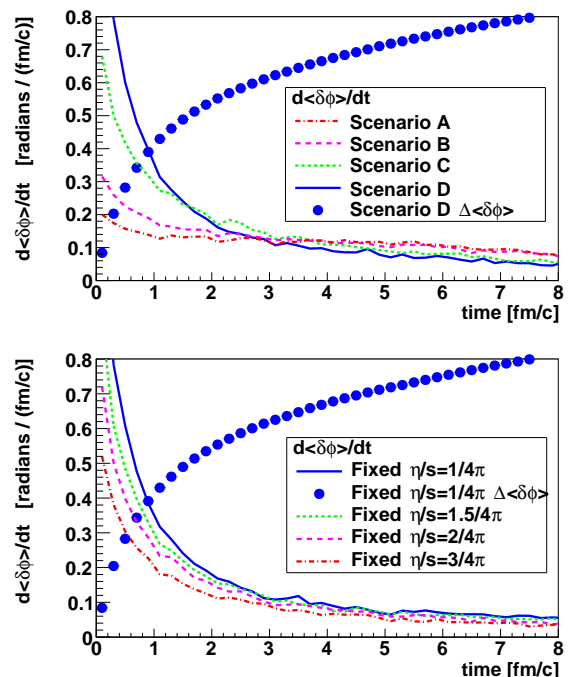 0.8
0.7
0.6
0.5
0.4
0.3
0.2
0.1
0
d<δϕ>/dt [radians / (fm/c)]
d<δϕ>/dt
Scenario A
Scenario B
Scenario C
Scenario D
Scenario D Δ<δϕ>
0 1 2 3 4 5 6 7 8
time [fm/c]
0.8
0.7
0.6
0.5
0.4
0.3
0.2
0.1
0
d<δϕ>/dt [radians / (fm/c)]
d<δϕ>/dt
Fixed η/s=1/4π
Fixed η/s=1/4π Δ<δϕ>
Fixed η/s=1.5/4π
Fixed η/s=2/4π
Fixed η/s=3/4π
0 1 2 3 4 5 6 7 8
time [fm/c]